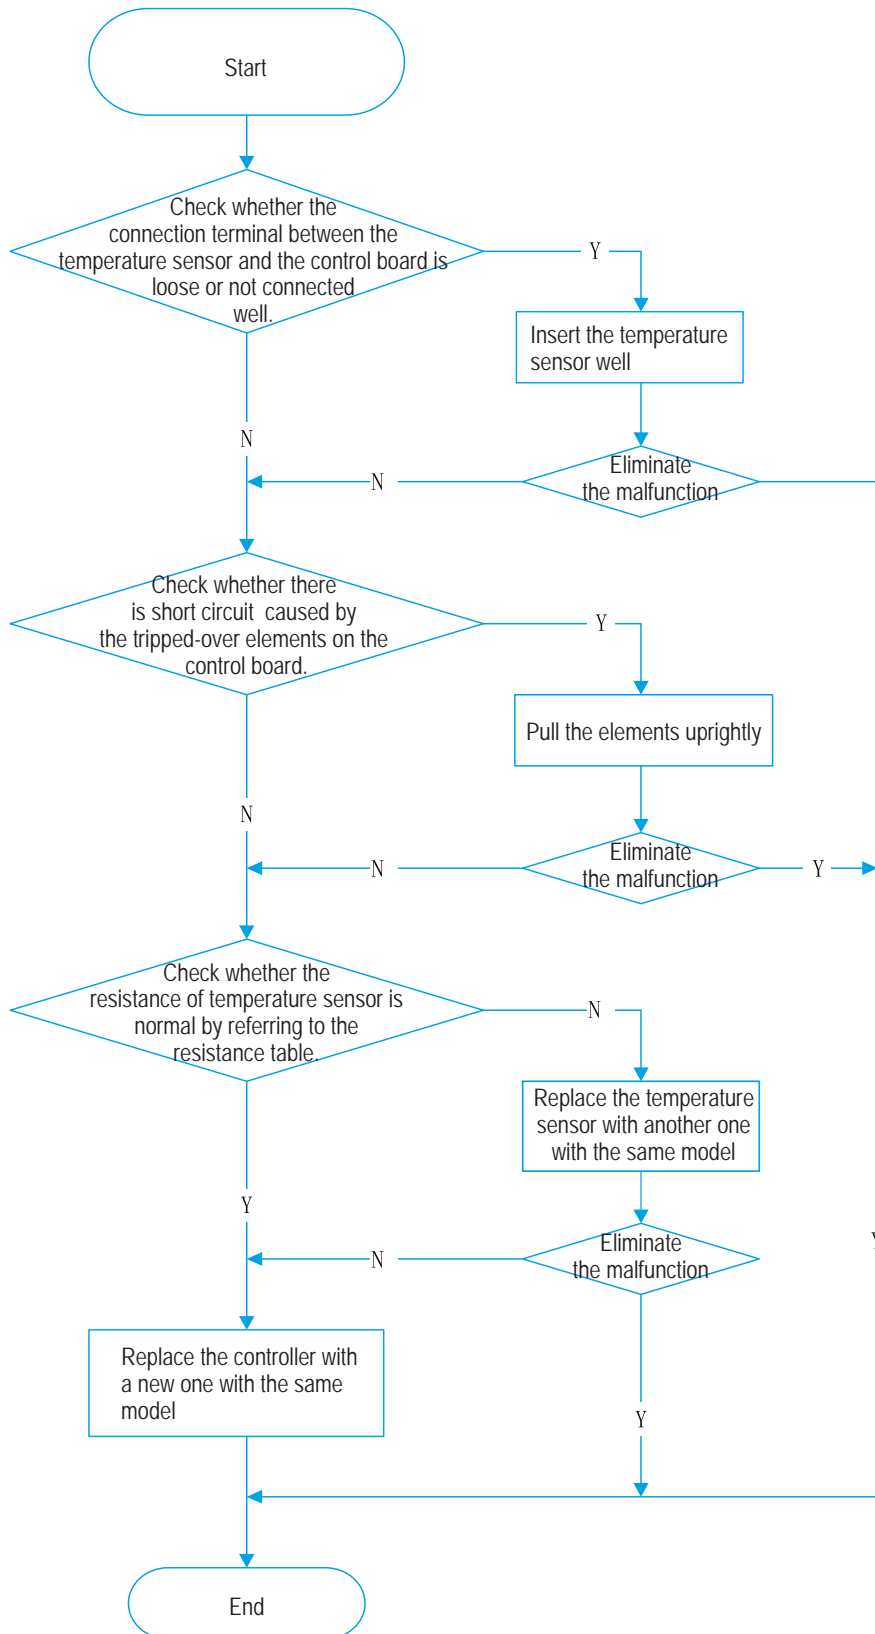 Start
Check whether the
connection terminal between the
temperature sensor and the control board is
loose or not connected
well.
Y
Insert the temperature
sensor well
N
Eliminate
the malfunction
N
Check whether there
is short circuit caused by
the tripped-over elements on the
control board.
Y
Pull the elements uprightly
N
Eliminate
the malfunction
N
Y
Check whether the
resistance of temperature sensor is
normal by referring to the
resistance table.
N
Replace the temperature
sensor with another one
with the same model
Y
Eliminate
the malfunction
N
Y
Replace the controller with
a new one with the same
model
Y
End